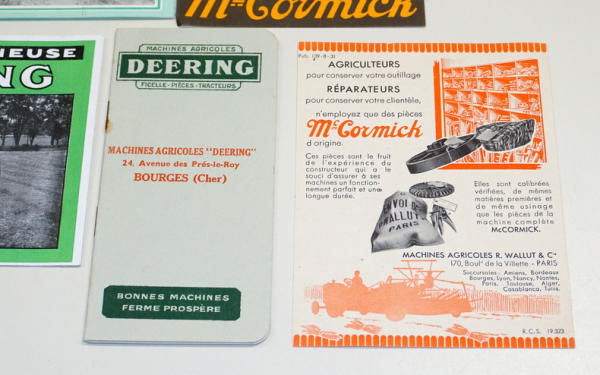 McCormick
NEUSE
NG
MACHINES AGRICOLES
DEERING
FICELLE - PIÈCES - TRACTEURS
MACHINES AGRICOLES "DEERING"
24, Avenue des Prés-le-Roy
BOURGES (Cher)
BONNES MACHINES
FERME PROSPÈRE
AGRICULTEURS
pour conserver votre outillage
RÉPARATEURS
pour conserver votre clientèle,
n'employez que des pièces
McCormick
d'origine.
Ces pièces sont le fruit
de l'expérience du
constructeur qui a le
souci d'assurer à ses
machines un fonction-
nement parfait et une
longue durée.
Elles sont calibrées
vérifiées, de mêmes
matières premières et
de même usinage
que les pièces de la
machine complète
McCORMICK.
WALLUT
PARIS
MACHINES AGRICOLES R. WALLUT & Cie
170, Boul.d de la Villette - PARIS
Succursales - Amiens, Bordeaux
Bourges, Lyon, Nancy, Nantes,
Paris, Toulouse, Alger,
Casablanca, Tunis.
R.C.S. 19.323